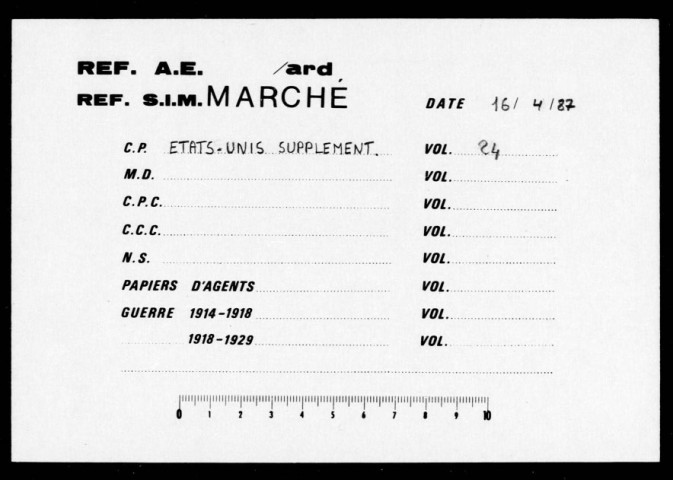 REF. A.E. /ard
REF. S.I.M. MARCHÉ DATE 16/ 4/87
C.P. ETATS-UNIS SUPPLEMENT. VOL. 24
M.D. VOL.
C.P.C. VOL.
C.C.C. VOL.
N.S. VOL.
PAPIERS D'AGENTS VOL.
GUERRE 1914-1918 VOL.
1918-1929 VOL.
0 1 2 3 4 5 6 7 8 9 10